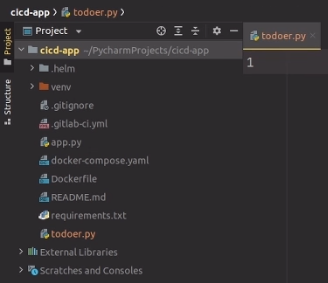 cicd-app > todoer.py
Project
Project
todoer.py
cicd-app ~/PycharmProjects/cicd-app
1
.helm
venv
.gitignore
.gitlab-ci.yml
app.py
docker-compose.yaml
Dockerfile
README.md
requirements.txt
todoer.py
External Libraries
Scratches and Consoles
Structure